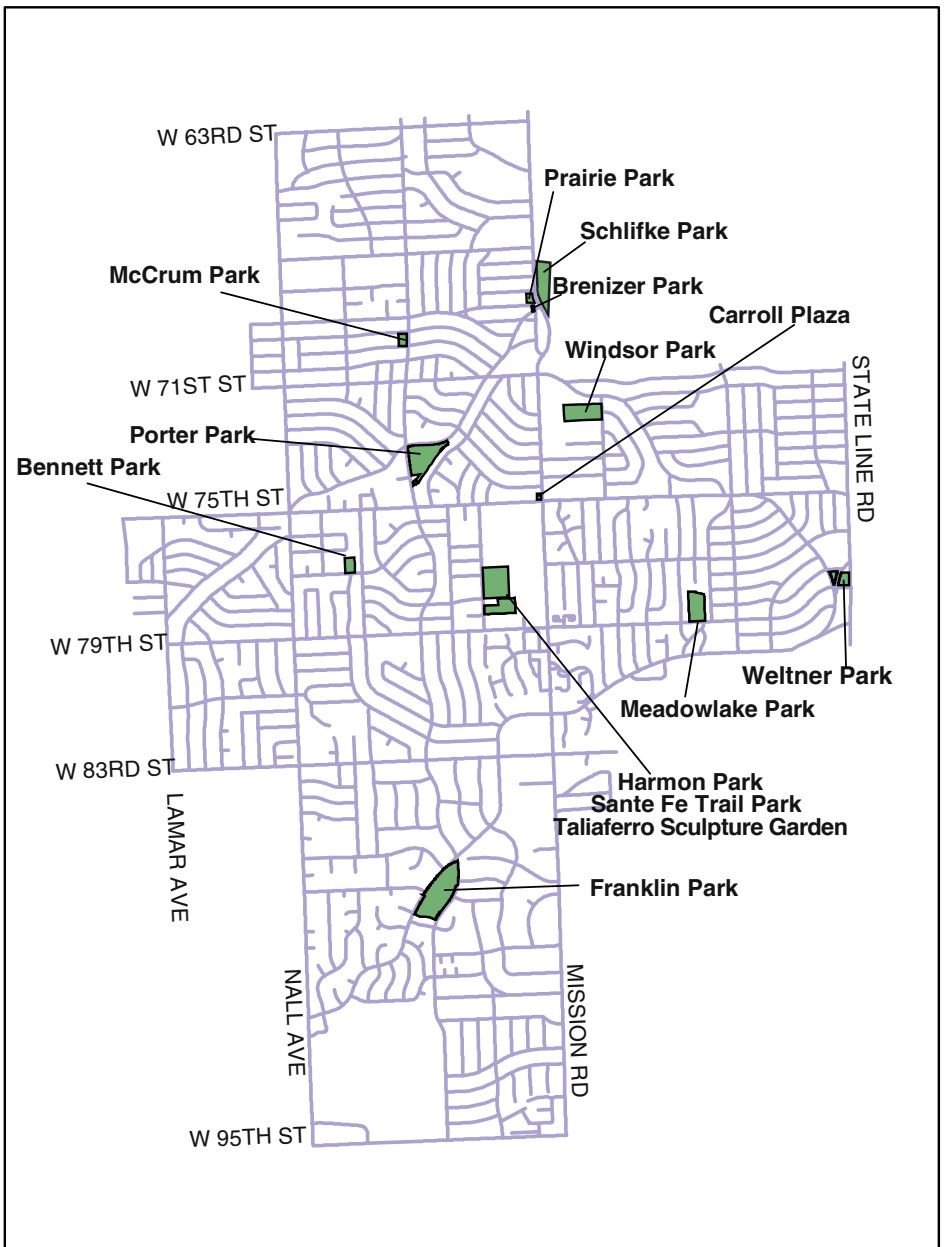 W 63RD ST
Prairie Park
Schlifke Park
McCrum Park
Brenizer Park
Carroll Plaza
Windsor Park
W 71ST ST
STATE LINE RD
Porter Park
Bennett Park
W 75TH ST
W 79TH ST
Weltner Park
Meadowlake Park
W 83RD ST
Harmon Park
Sante Fe Trail Park
Taliaferro Sculpture Garden
LAMAR AVE
Franklin Park
NALL AVE
MISSION RD
W 95TH ST